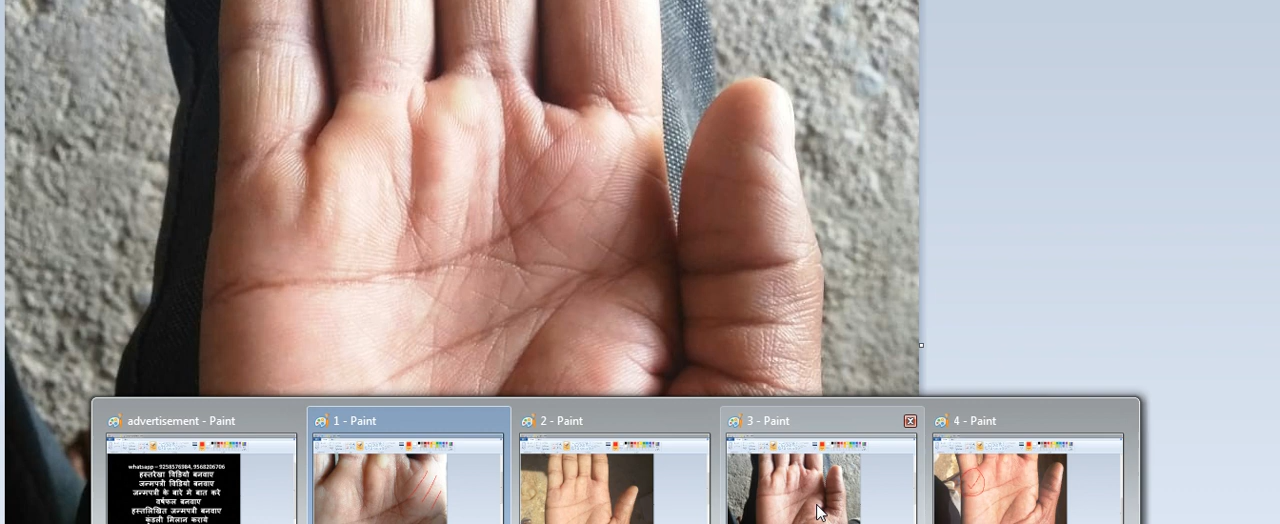 advertisement - Paint
1 - Paint
2 - Paint
3 - Paint
4 - Paint
whatsapp – 9258576984, 9568206706
हस्तरेखा विडियो बनवाए
जन्मपत्री विडियो बनवाए
जन्मपत्री के बारे मे बात करे
वर्षफल बनवाए
हस्तलिखित जन्मपत्री बनवाए
कुंडली मिलान कराये